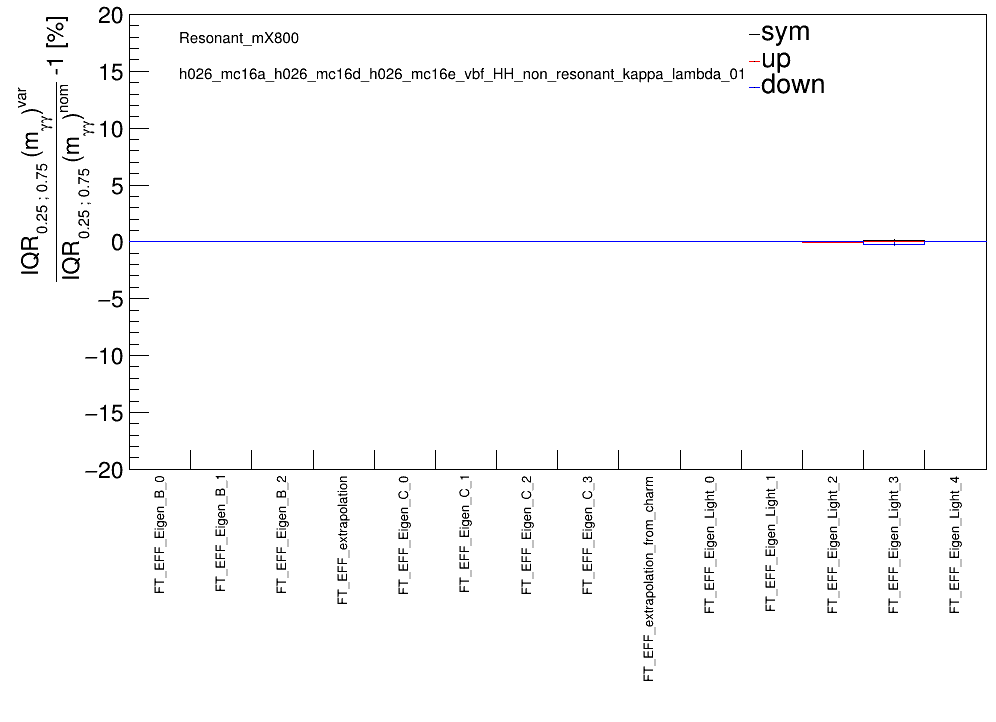 IQR0.25 ; 0.75 (mγγ)var
IQR0.25 ; 0.75 (mγγ)nom -1 [%]
Resonant_mX800
h026_mc16a_h026_mc16d_h026_mc16e_vbf_HH_non_resonant_kappa_lambda_01
sym
up
down
20
15
10
5
0
−5
−10
−15
−20
FT_EFF_Eigen_B_0
FT_EFF_Eigen_B_1
FT_EFF_Eigen_B_2
FT_EFF_extrapolation
FT_EFF_Eigen_C_0
FT_EFF_Eigen_C_1
FT_EFF_Eigen_C_2
FT_EFF_Eigen_C_3
FT_EFF_extrapolation_from_charm
FT_EFF_Eigen_Light_0
FT_EFF_Eigen_Light_1
FT_EFF_Eigen_Light_2
FT_EFF_Eigen_Light_3
FT_EFF_Eigen_Light_4